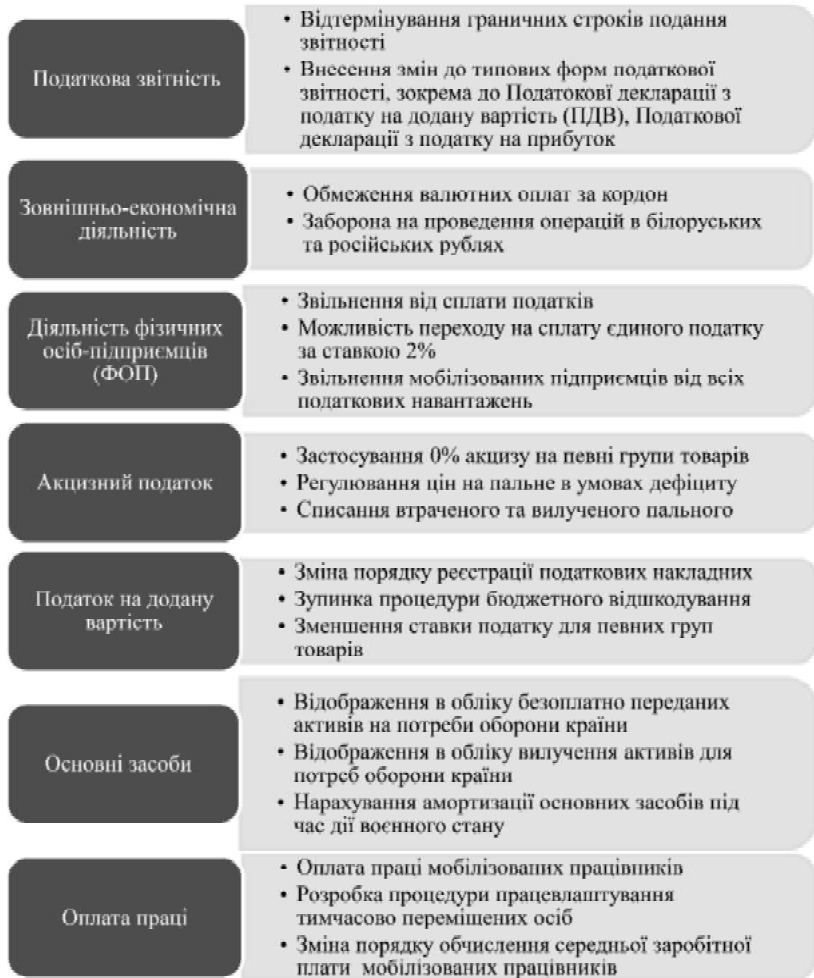 Податкова звітність
• Відтермінування граничних строків подання
звітності
• Внесення змін до типових форм податкової
звітності, зокрема до Податокві декларації з
податку на додану вартість (ПДВ), Податкової
декларації з податку на прибуток
Зовнішньо-економічна
діяльність
• Обмеження валютних оплат за кордон
• Заборона на проведення операцій в білоруських
та російських рублях
Діяльність фізичних
осіб-підприємців
(ФОП)
• Звільнення від сплати податків
• Можливість переходу на сплату єдиного податку
за ставкою 2%
• Звільнення мобілізованих підприємців від всіх
податкових навантажень
Акцизний податок
• Застосування 0% акцизу на певні групи товарів
• Регулювання цін на пальне в умовах дефіциту
• Списання втраченого та вилученого пального
Податок на додану
вартість
• Зміна порядку реєстрації податкових накладних
• Зупинка процедури бюджетного відшкодування
• Зменшення ставки податку для певних груп
товарів
Основні засоби
• Відображення в обліку безоплатно переданих
активів на потреби оборони країни
• Відображення в обліку вилучення активів для
потреб оборони країни
• Нарахування амортизації основних засобів під
час дії воєнного стану
Оплата праці
• Оплата праці мобілізованих працівників
• Розробка процедури працевлаштування
тимчасово переміщених осіб
• Зміна порядку обчислення середньої заробітної
плати мобілізованих працівників